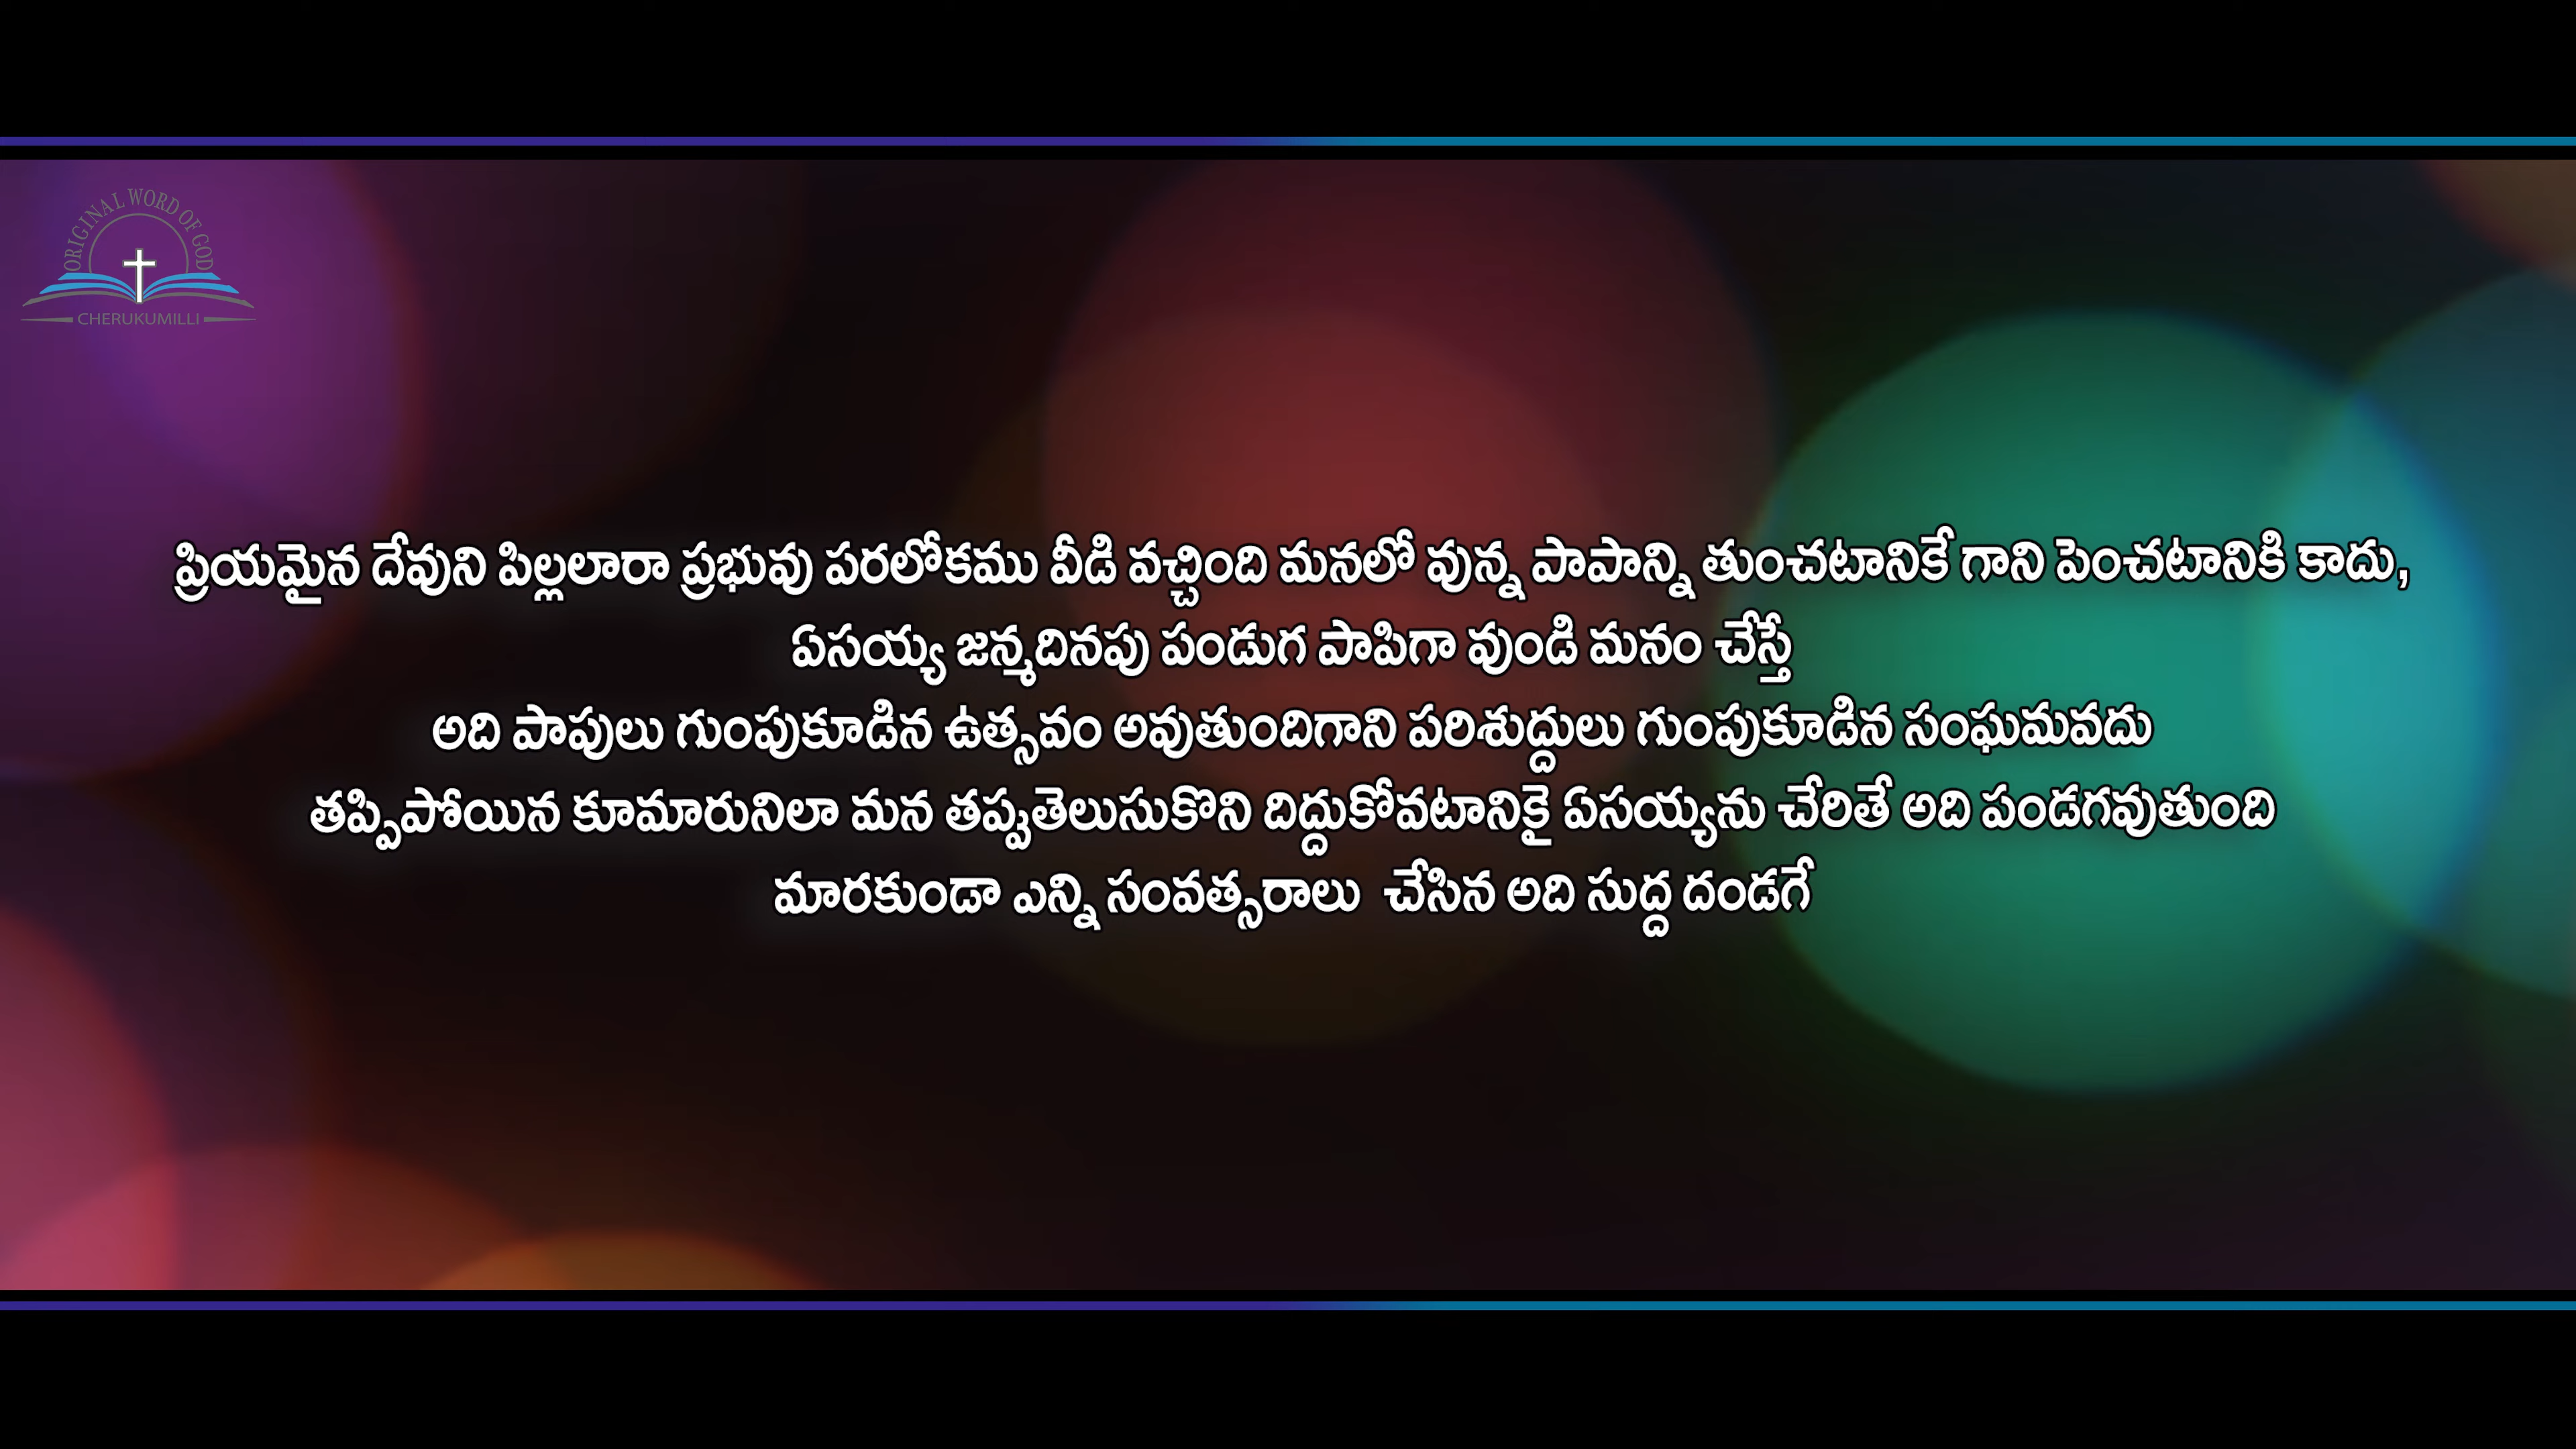 ORIGINAL WORD OF GOD
CHERUKUMILLI
ప్రియమైన దేవుని పిల్లలారా ప్రభువు పరలోకము వీడి వచ్చింది మనలో వున్న పాపాన్ని తుంచటానికే గాని పెంచటానికి కాదు,
ఏసయ్య జన్మదినపు పండుగ పాపిగా వుండి మనం చేస్తే
అది పాపులు గుంపుకూడిన ఉత్సవం అవుతుందిగాని పరిశుద్దులు గుంపుకూడిన సంఘమవదు
తప్పిపోయిన కూమారునిలా మన తప్పుతెలుసుకొని దిద్దుకోవటానికై ఏసయ్యను చేరితే అది పండగవుతుంది
మారకుండా ఎన్ని సంవత్సరాలు చేసిన అది సుద్ద దండగే